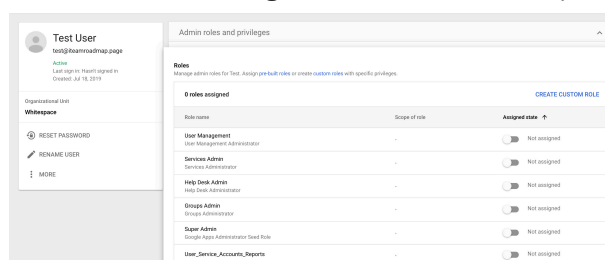 Test User
test@iteamroadmap.page
Active
Last sign in: Hasn't signed in
Created: Jul 18, 2019
Organizational Unit
Whitespace
RESET PASSWORD
RENAME USER
MORE
Admin roles and privileges
Roles
Manage admin roles for Test. Assign pre-built roles or create custom roles with specific privileges.
0 roles assigned
CREATE CUSTOM ROLE
Role name Scope of role Assigned state
User Management
User Management Administrator
- Not assigned
Services Admin
Services Administrator
- Not assigned
Help Desk Admin
Help Desk Administrator
- Not assigned
Groups Admin
Groups Administrator
- Not assigned
Super Admin
Google Apps Administrator Seed Role
- Not assigned
User_Service_Accounts_Reports
- Not assigned